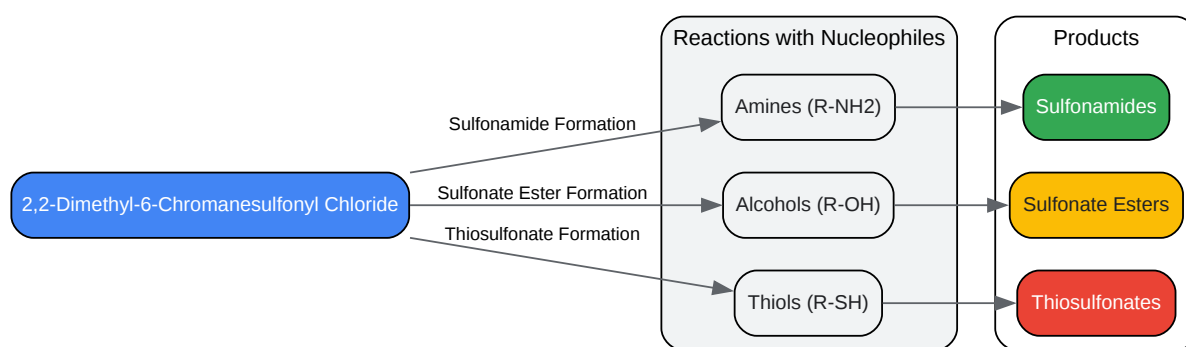 Reactions with Nucleophiles
Products
Amines (R-NH2)
Sulfonamides
Sulfonamide Formation
2,2-Dimethyl-6-Chromanesulfonyl Chloride
Sulfonate Ester Formation
Alcohols (R-OH)
Sulfonate Esters
Thiosulfonate Formation
Thiols (R-SH)
Thiosulfonates